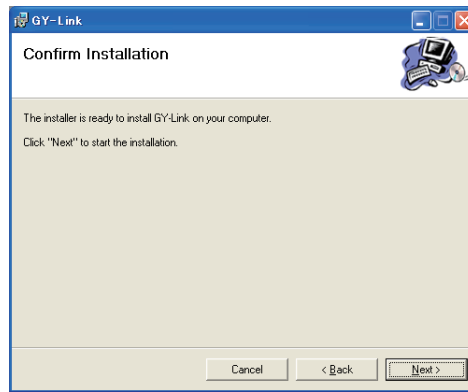 GY-Link
Confirm Installation
The installer is ready to install GY-Link on your computer.
Click "Next" to start the installation.
Cancel
< Back
Next >